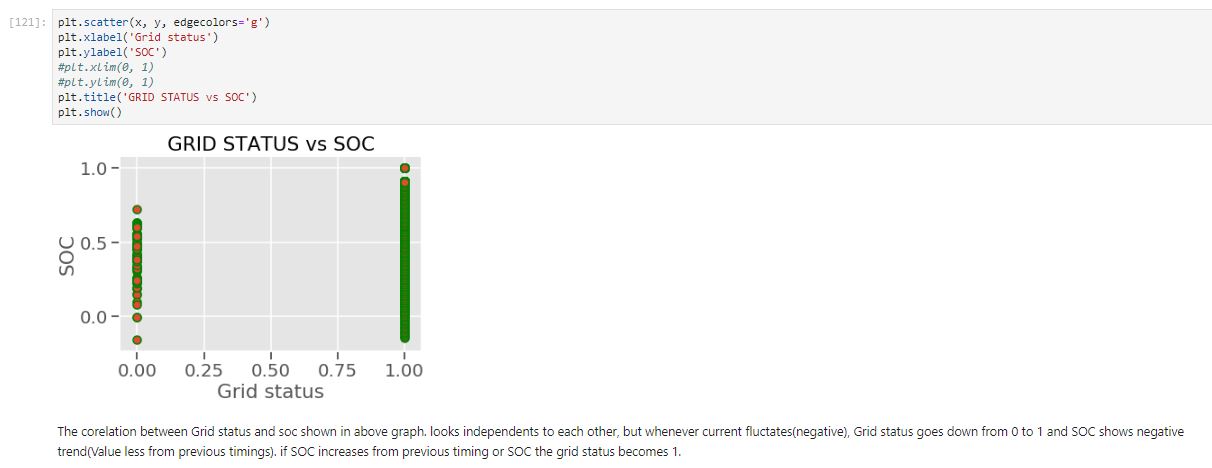 [121]: plt.scatter(x, y, edgecolors='g')
plt.xlabel('Grid status')
plt.ylabel('SOC')
#plt.xlim(0, 1)
#plt.ylim(0, 1)
plt.title('GRID STATUS vs SOC')
plt.show()
GRID STATUS vs SOC
1.0
0.5
0.0
SOC
0.00 0.25 0.50 0.75 1.00
Grid status
The corelation between Grid status and soc shown in above graph. looks independents to each other, but whenever current fluctates(negative), Grid status goes down from 0 to 1 and SOC shows negative
trend(Value less from previous timings). if SOC increases from previous timing or SOC the grid status becomes 1.